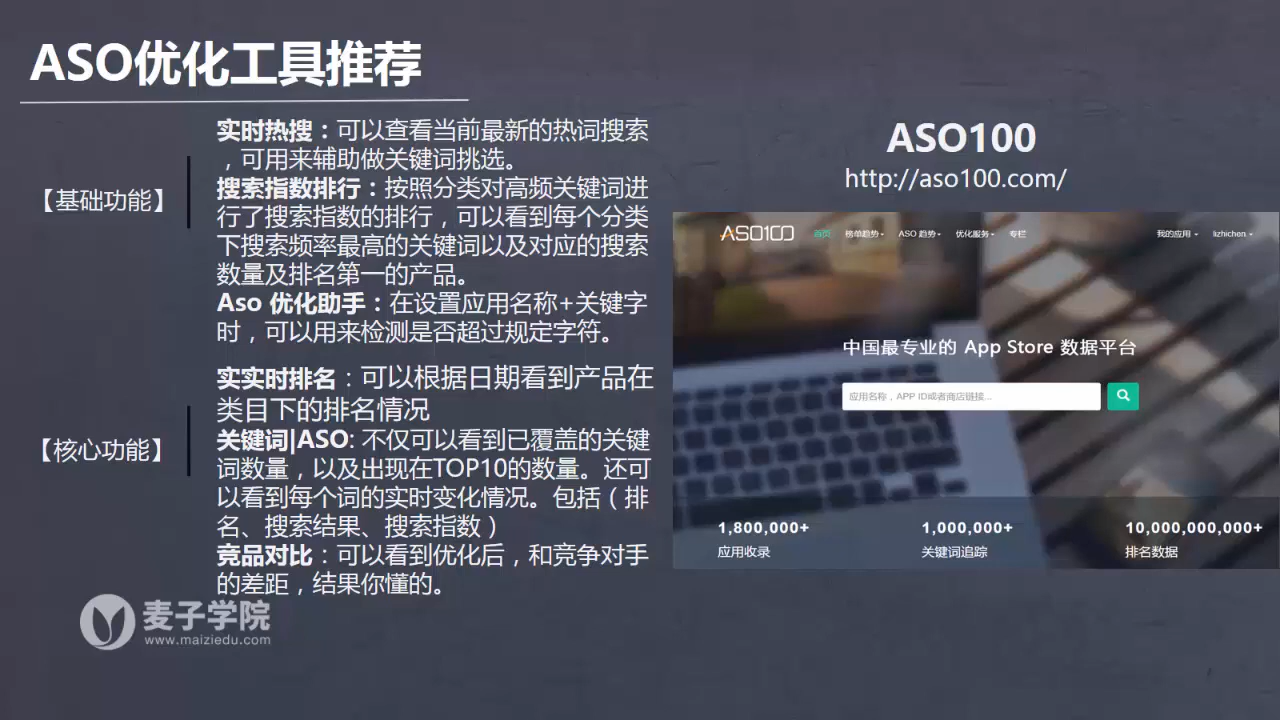 ASO优化工具推荐
【基础功能】
实时热搜：可以查看当前最新的热词搜索
，可用来辅助做关键词挑选。
搜索指数排行：按照分类对高频关键词进
行了搜索指数的排行，可以看到每个分类
下搜索频率最高的关键词以及对应的搜索
数量及排名第一的产品。
Aso 优化助手：在设置应用名称+关键字
时，可以用来检测是否超过规定字符。
【核心功能】
实实时排名：可以根据日期看到产品在
类目下的排名情况
关键词|ASO: 不仅可以看到已覆盖的关键
词数量，以及出现在TOP10的数量。还可
以看到每个词的实时变化情况。包括（排
名、搜索结果、搜索指数）
竞品对比：可以看到优化后，和竞争对手
的差距，结果你懂的。
ASO100
http://aso100.com/
ASO100 首页 榜单趋势 ASO 趋势 优化服务 专栏 我的应用 lizhichen
中国最专业的 App Store 数据平台
应用名称，APP ID或者商店链接...
1,800,000+ 1,000,000+ 10,000,000,000+
应用收录 关键词追踪 排名数据
麦子学院
www.maiziedu.com